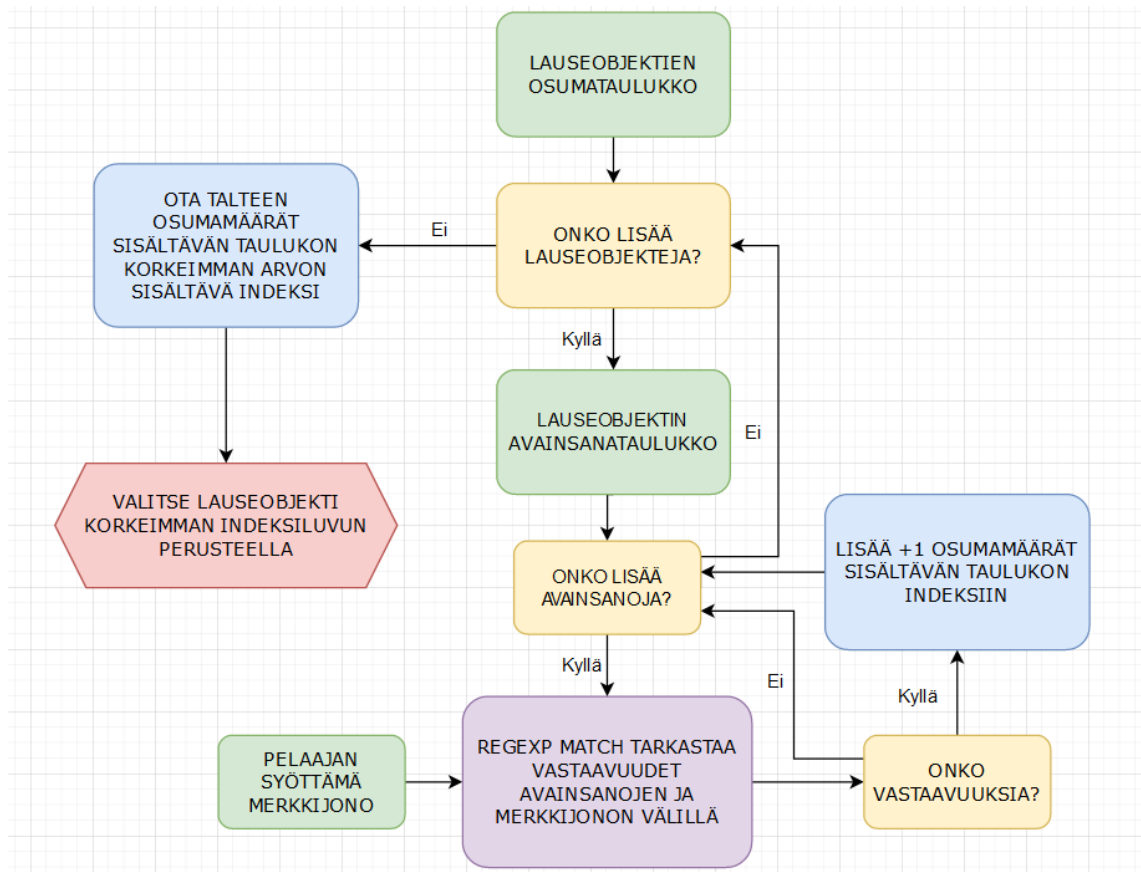 LAUSEOBJEKTIEN
OSUMATAULUKKO
OTA TALTEEN
OSUMAMÄÄRÄT
SISÄLTÄVÄN TAULUKON
KORKEIMMAN ARVON
SISÄLTÄVÄ INDEKSI
Ei
ONKO LISÄÄ
LAUSEOBJEKTEJA?
Kyllä
LAUSEOBJEKTIN
AVAINSANATAULUKKO
Ei
VALITSE LAUSEOBJEKTI
KORKEIMMAN INDEKSILUVUN
PERUSTEELLA
ONKO LISÄÄ
AVAINSANOJA?
LISÄÄ +1 OSUMAMÄÄRÄT
SISÄLTÄVÄN TAULUKON
INDEKSIIN
Kyllä
Ei
Kyllä
PELAAJAN
SYÖTTÄMÄ
MERKKIJONO
REGEXP MATCH TARKASTAA
VASTAAVUUDET
AVAINSANOJEN JA
MERKKIJONON VÄLILLÄ
ONKO
VASTAAVUUKSIA?